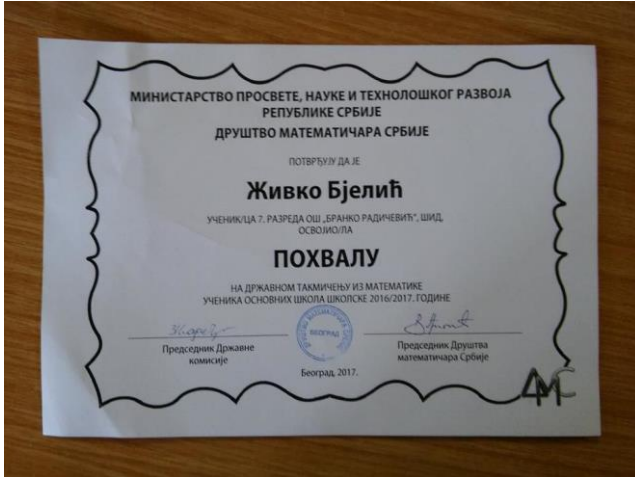 МИНИСТАРСТВО ПРОСВЕТЕ, НАУКЕ И ТЕХНОЛОШКОГ РАЗВОЈА
РЕПУБЛИКЕ СРБИЈЕ
ДРУШТВО МАТЕМАТИЧАРА СРБИЈЕ
ПОТВРЂУЈУ ДА ЈЕ
Живко Бјелић
УЧЕНИК/ЦА 7. РАЗРЕДА ОШ „БРАНКО РАДИЧЕВИЋ“, ШИД,
ОСВОЈИО/ЛА
ПОХВАЛУ
НА ДРЖАВНОМ ТАКМИЧЕЊУ ИЗ МАТЕМАТИКЕ
УЧЕНИКА ОСНОВНИХ ШКОЛА ШКОЛСКЕ 2016/2017. ГОДИНЕ
БЕОГРАД
Председник Државне
комисије
Председник Друштва
математичара Србије
Београд, 2017.
ДМС